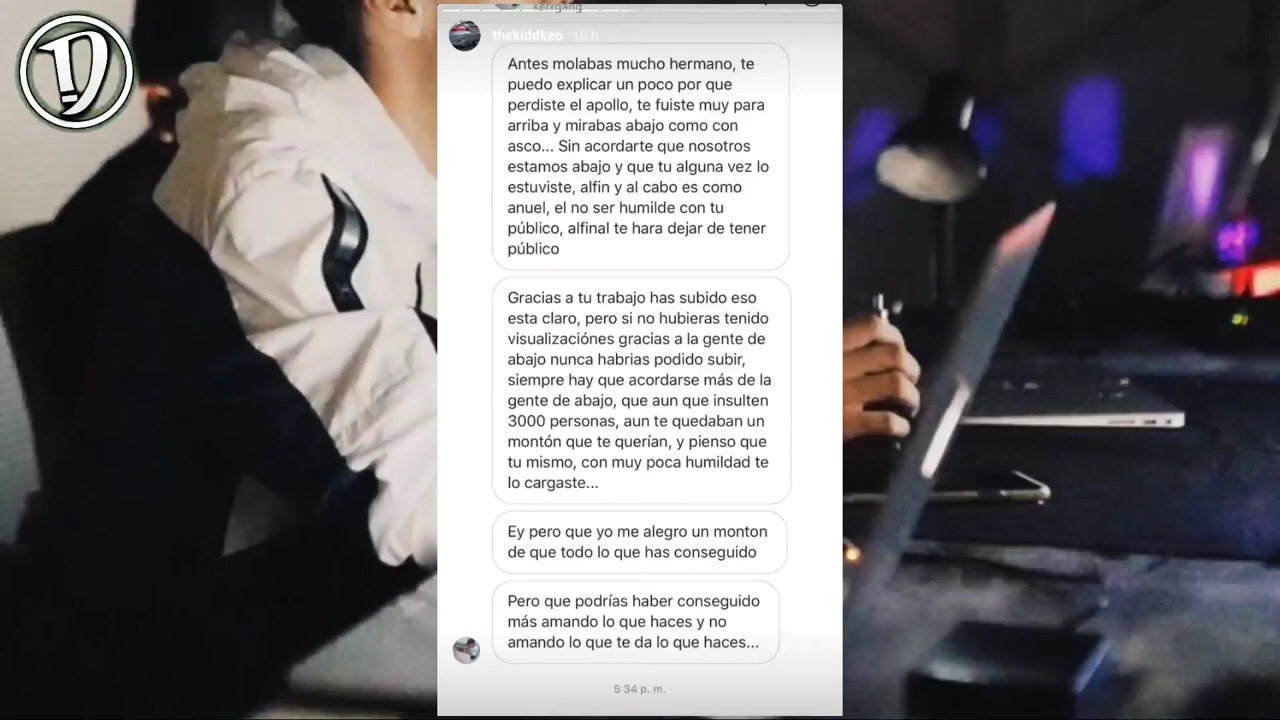 keixgang
thekiddkeo 10 h
Antes molabas mucho hermano, te
puedo explicar un poco por que
perdiste el apollo, te fuiste muy para
arriba y mirabas abajo como con
asco... Sin acordarte que nosotros
estamos abajo y que tu alguna vez lo
estuviste, alfin y al cabo es como
anuel, el no ser humilde con tu
público, alfinal te hara dejar de tener
público
Gracias a tu trabajo has subido eso
esta claro, pero si no hubieras tenido
visualizaciónes gracias a la gente de
abajo nunca habrias podido subir,
siempre hay que acordarse más de la
gente de abajo, que aun que insulten
3000 personas, aun te quedaban un
montón que te querían, y pienso que
tu mismo, con muy poca humildad te
lo cargaste...
Ey pero que yo me alegro un monton
de que todo lo que has conseguido
Pero que podrías haber conseguido
más amando lo que haces y no
amando lo que te da lo que haces...
5:34 p. m.